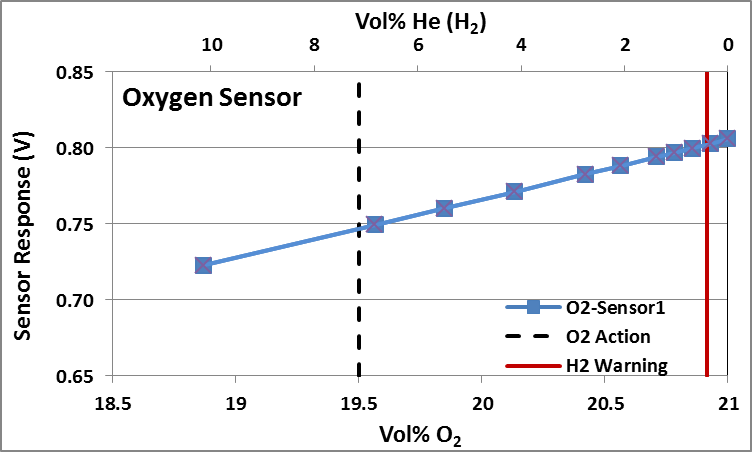 Vol% He (H₂)
10 8 6 4 2 0
0.85
Oxygen Sensor
0.80
0.75
0.70
0.65
Sensor Response (V)
O2-Sensor1
O2 Action
H2 Warning
18.5 19 19.5 20 20.5 21
Vol% O₂